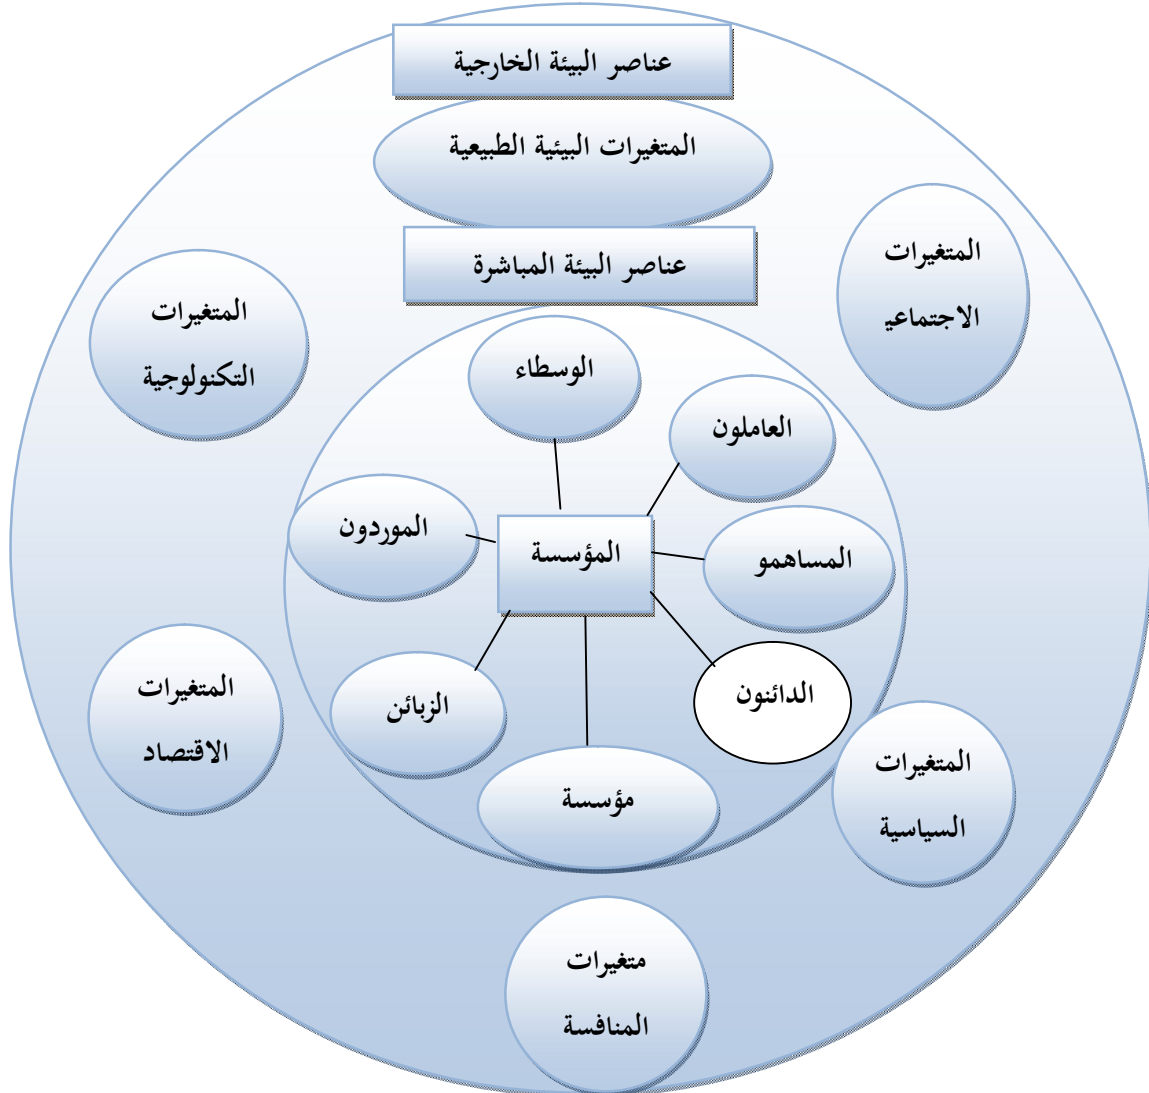 عناصر البيئة الخارجية
المتغيرات البيئية الطبيعية
عناصر البيئة المباشرة
المتغيرات
الاجتماعي
المتغيرات
التكنولوجية
الوسطاء
العاملون
الموردون
المؤسسة
المساهمو
الزبائن
الدائنون
مؤسسة
المتغيرات
الاقتصاد
المتغيرات
السياسية
متغيرات
المنافسة